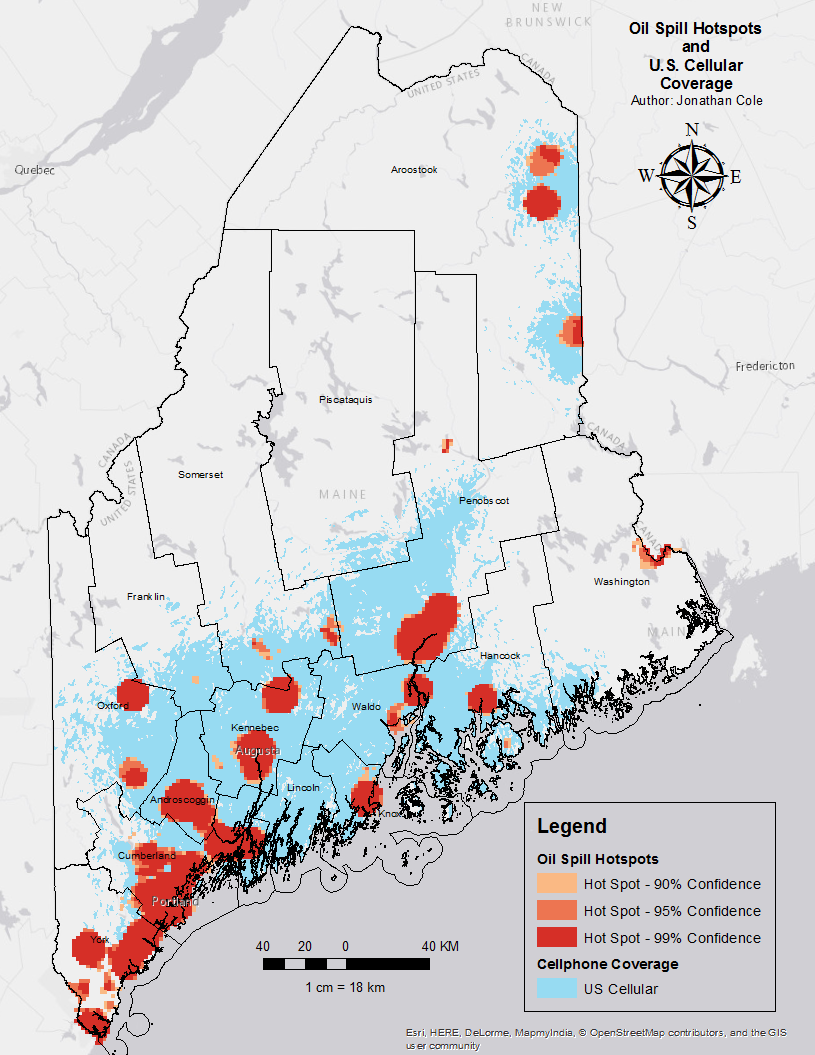 Oil Spill Hotspots
and
U.S. Cellular
Coverage
Author: Jonathan Cole
N
W
E
S
NEW
BRUNSWICK
CANADA
UNITED STATES
Quebec
Aroostook
Fredericton
Piscataquis
CANADA
UNITED STATES
CANADA
Somerset
MAINE
Penobscot
CANADA
Washington
Franklin
MAINE
Hancock
Oxford
Waldo
Kennebec
Augusta
Lincoln
Androscoggin
Knox
Cumberland
Portland
York
Legend
Oil Spill Hotspots
Hot Spot - 90% Confidence
Hot Spot - 95% Confidence
Hot Spot - 99% Confidence
Cellphone Coverage
US Cellular
40 20 0 40 KM
1 cm = 18 km
Esri, HERE, DeLorme, MapmyIndia, © OpenStreetMap contributors, and the GIS
user community